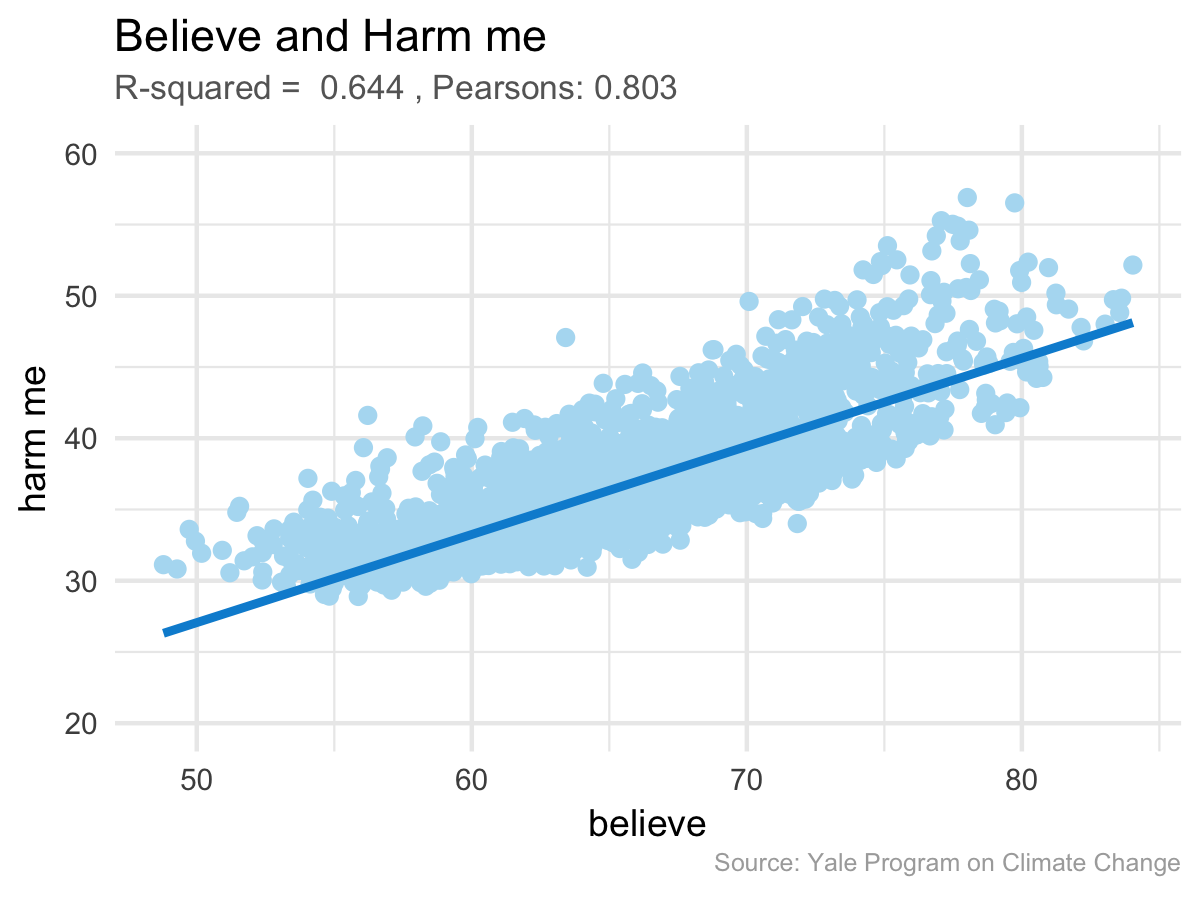 Believe and Harm me
R-squared =  0.644 , Pearsons: 0.803
60
50
40
30
20
harm me
50 60 70 80
believe
Source: Yale Program on Climate Change